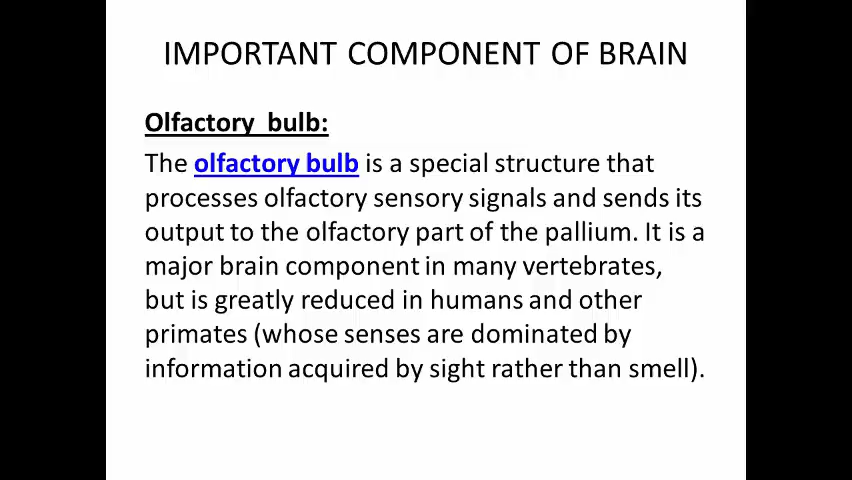 IMPORTANT COMPONENT OF BRAIN
Olfactory bulb:
The olfactory bulb is a special structure that
processes olfactory sensory signals and sends its
output to the olfactory part of the pallium. It is a
major brain component in many vertebrates,
but is greatly reduced in humans and other
primates (whose senses are dominated by
information acquired by sight rather than smell).